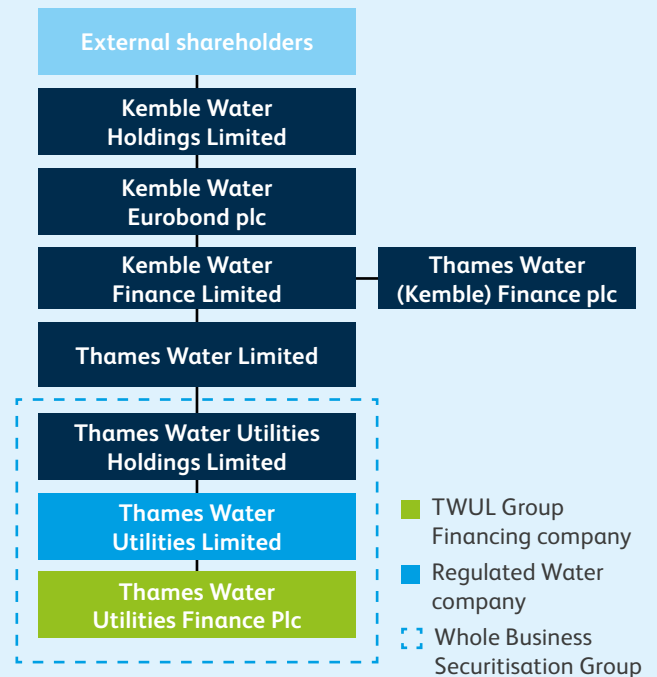 External shareholders
Kemble Water
Holdings Limited
Kemble Water
Eurobond plc
Kemble Water
Finance Limited
Thames Water
(Kemble) Finance plc
Thames Water Limited
Thames Water Utilities
Holdings Limited
Thames Water
Utilities Limited
Thames Water
Utilities Finance Plc
TWUL Group
Financing company
Regulated Water
company
Whole Business
Securitisation Group